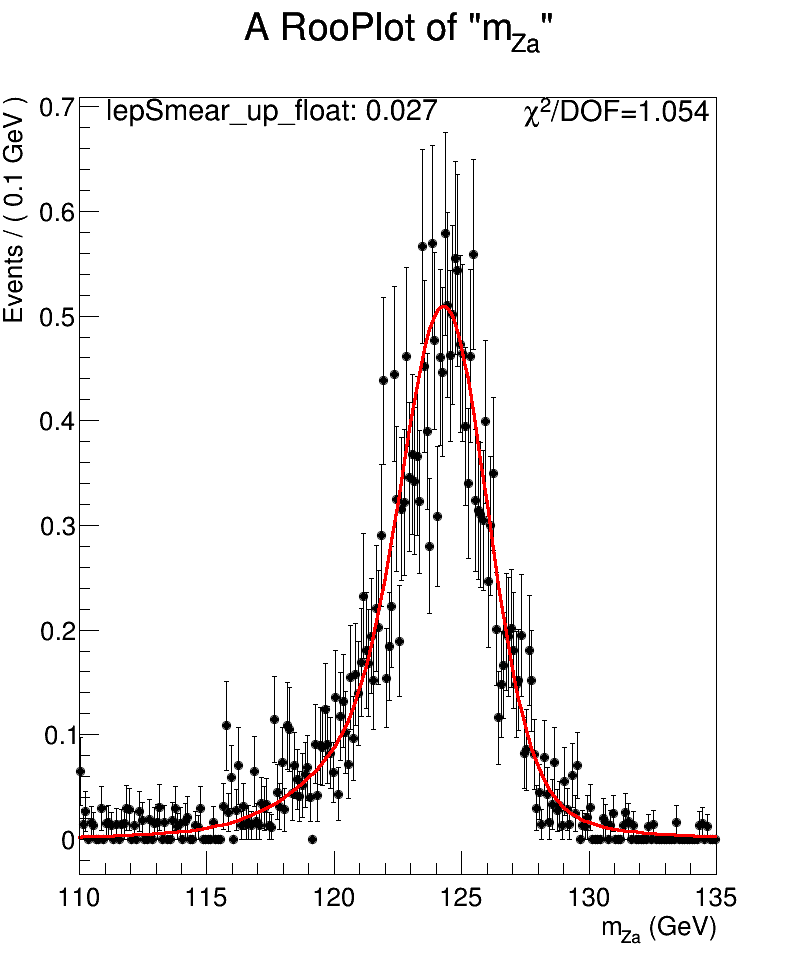 A RooPlot of "m_Za"
lepSmear_up_float: 0.027
χ²/DOF=1.054
Events / ( 0.1 GeV )
0.7
0.6
0.5
0.4
0.3
0.2
0.1
0
110 115 120 125 130 135
m_Za (GeV)